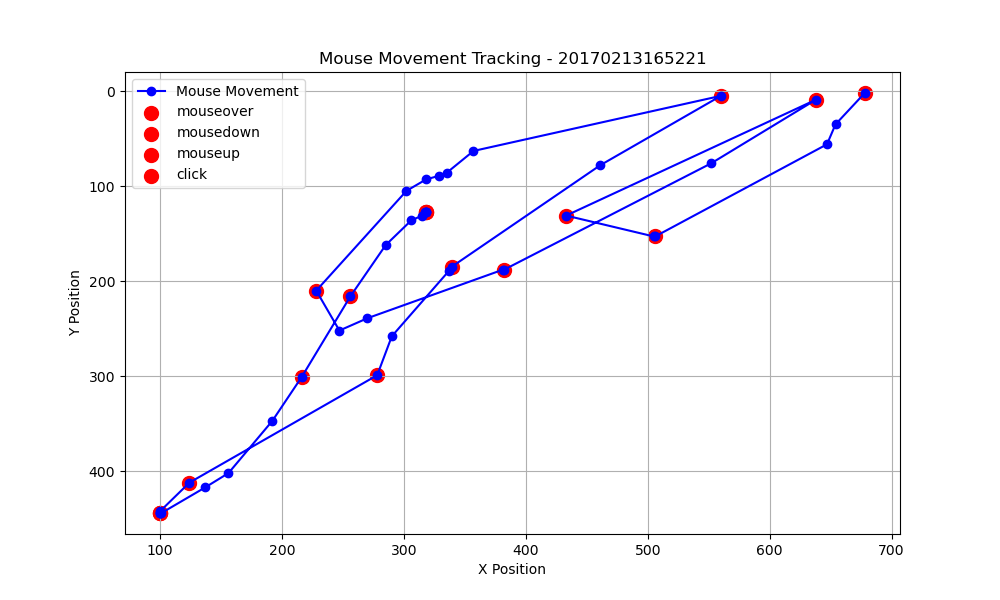 Mouse Movement Tracking - 20170213165221
Mouse Movement
mouseover
mousedown
mouseup
click
0
100
200
300
400
Y Position
100 200 300 400 500 600 700
X Position